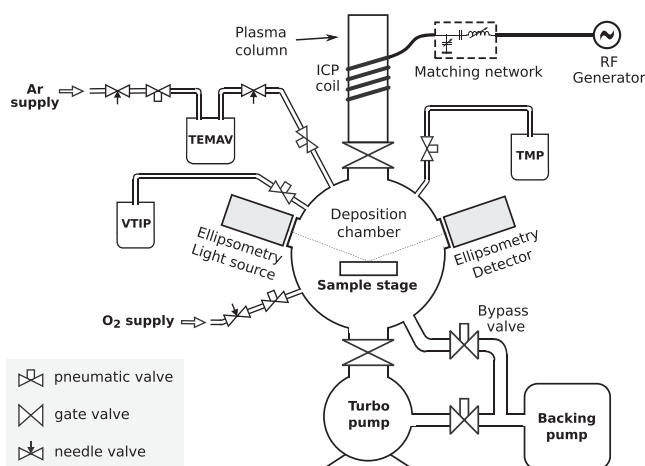 Plasma
column
ICP
coil
Matching network
RF
Generator
Ar
supply
TEMAV
TMP
VTIP
Deposition
chamber
Ellipsometry
Light source
Ellipsometry
Detector
Sample stage
O₂ supply
Bypass
valve
Turbo
pump
Backing
pump
pneumatic valve
gate valve
needle valve